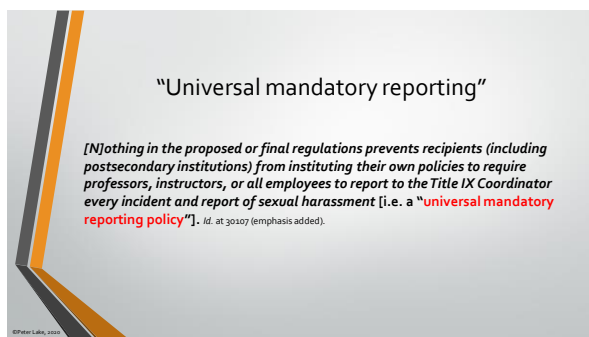 “Universal mandatory reporting”
[N]othing in the proposed or final regulations prevents recipients (including
postsecondary institutions) from instituting their own policies to require
professors, instructors, or all employees to report to the Title IX Coordinator
every incident and report of sexual harassment [i.e. a “universal mandatory
reporting policy”]. Id. at 30107 (emphasis added).
©Peter Lake, 2020